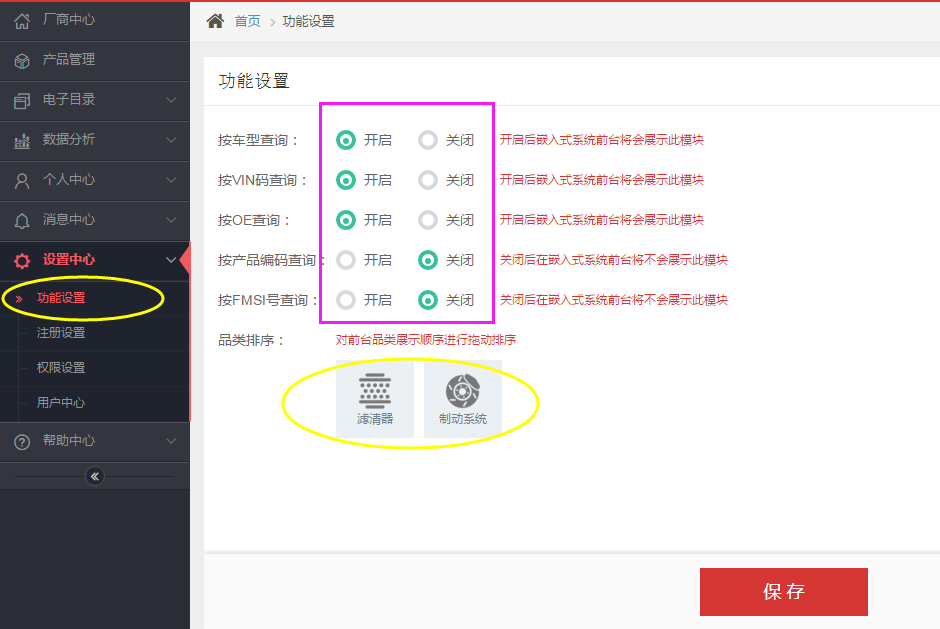 厂商中心
产品管理
电子目录
数据分析
个人中心
消息中心
设置中心
功能设置
注册设置
权限设置
用户中心
帮助中心
首页 > 功能设置
功能设置
按车型查询： 开启 关闭 开启后嵌入式系统前台将会展示此模块
按VIN码查询： 开启 关闭 开启后嵌入式系统前台将会展示此模块
按OE查询： 开启 关闭 开启后嵌入式系统前台将会展示此模块
按产品编码查询： 开启 关闭 关闭后在嵌入式系统前台将不会展示此模块
按FMSI号查询： 开启 关闭 关闭后在嵌入式系统前台将不会展示此模块
品类排序： 对前台品类展示顺序进行拖动排序
滤清器 制动系统
保存